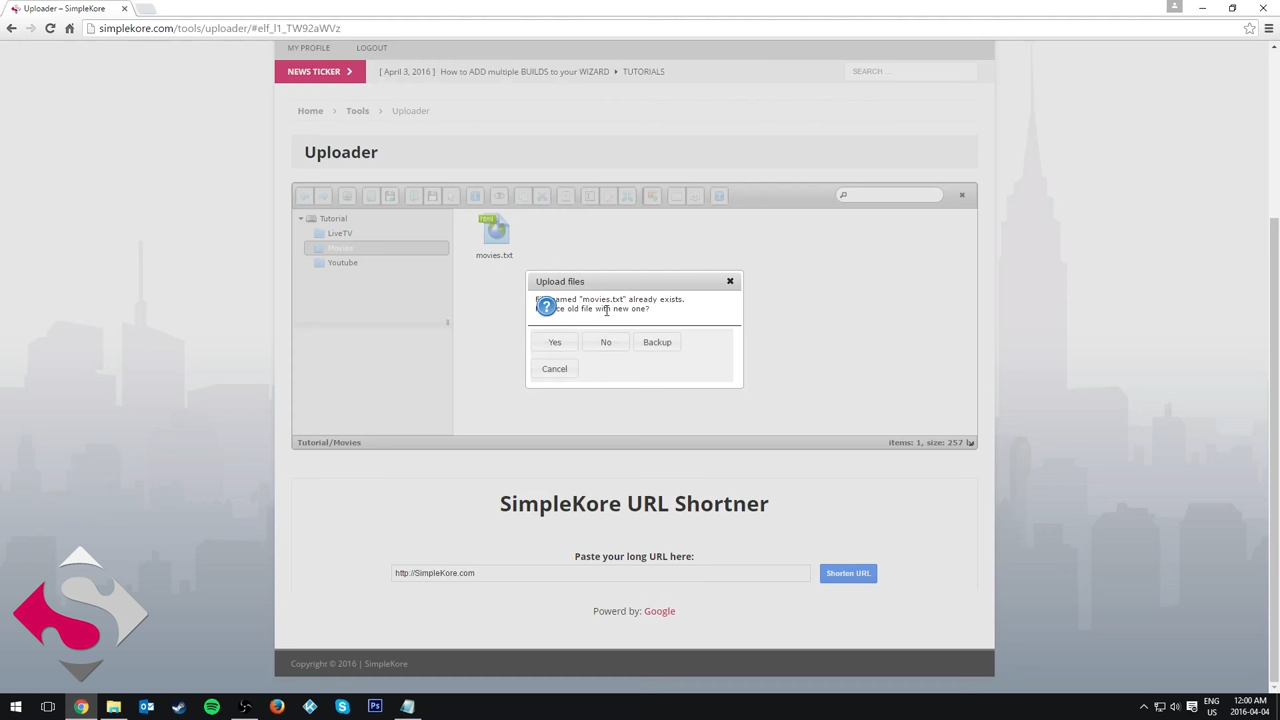 Uploader – SimpleKore
simplekore.com/tools/uploader/#elf_l1_TW92aWVz
MY PROFILE LOGOUT
NEWS TICKER [ April 3, 2016 ] How to ADD multiple BUILDS to your WIZARD TUTORIALS SEARCH ...
Home Tools Uploader
Uploader
Tutorial
LiveTV
Movies
Youtube
html
movies.txt
Upload files
named "movies.txt" already exists.
old file with new one?
Yes No Backup
Cancel
Tutorial/Movies items: 1, size: 257
SimpleKore URL Shortner
Paste your long URL here:
http://SimpleKore.com Shorten URL
Powerd by: Google
Copyright © 2016 | SimpleKore
ENG 12:00 AM
US 2016-04-04